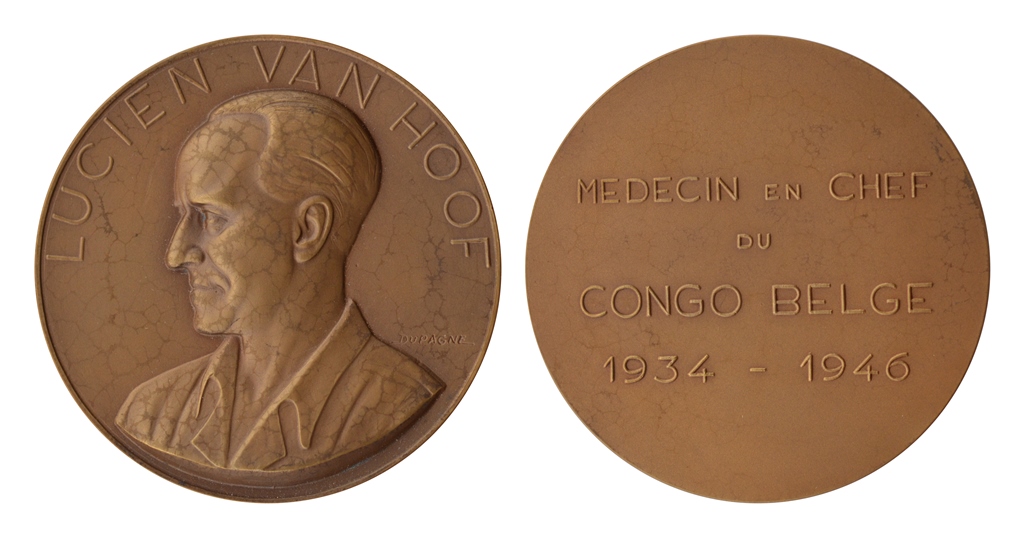 LUCIEN VAN HOOF
DUPAGNE
MEDECIN EN CHEF
DU
CONGO BELGE
1934 - 1946